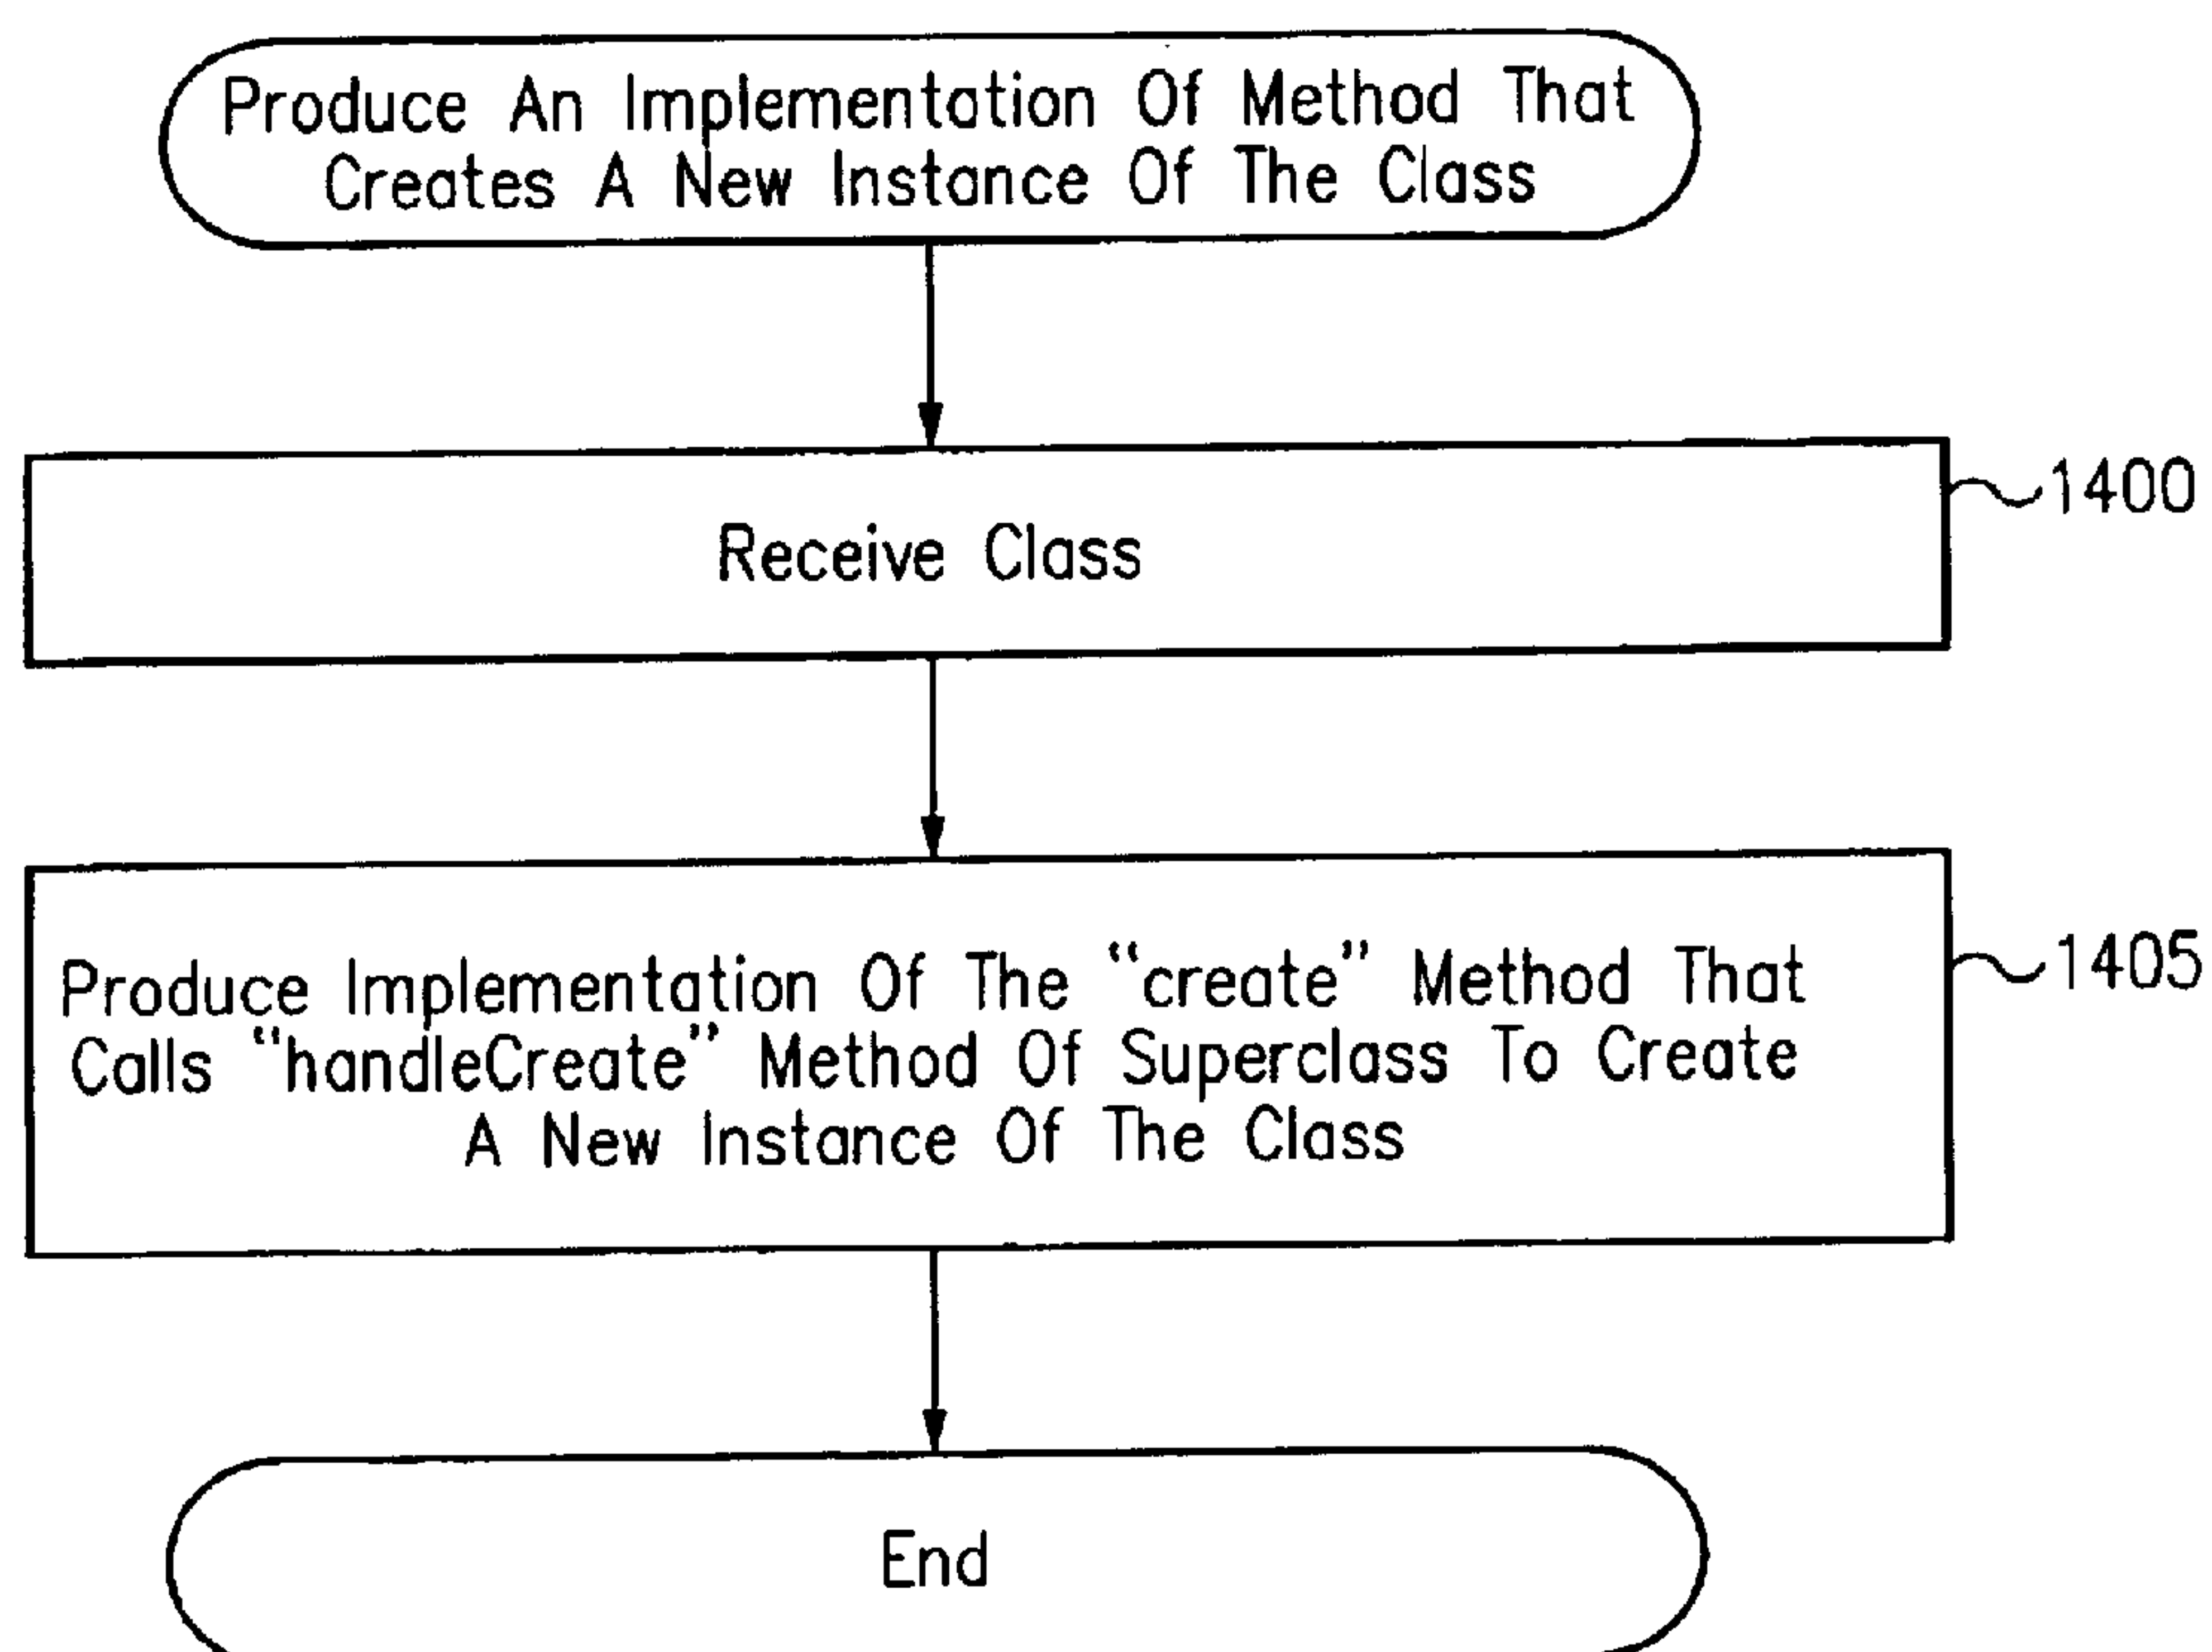 Produce An Implementation Of Method That
Creates A New Instance Of The Class
Receive Class
1400
Produce Implementation Of The “create” Method That
Calls “handleCreate” Method Of Superclass To Create
A New Instance Of The Class
1405
End